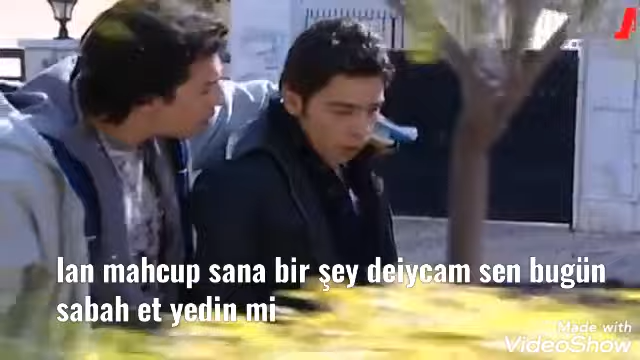 lan mahcup sana bir şey deiycam sen bugün
sabah et yedin mi
Made with
VideoShow